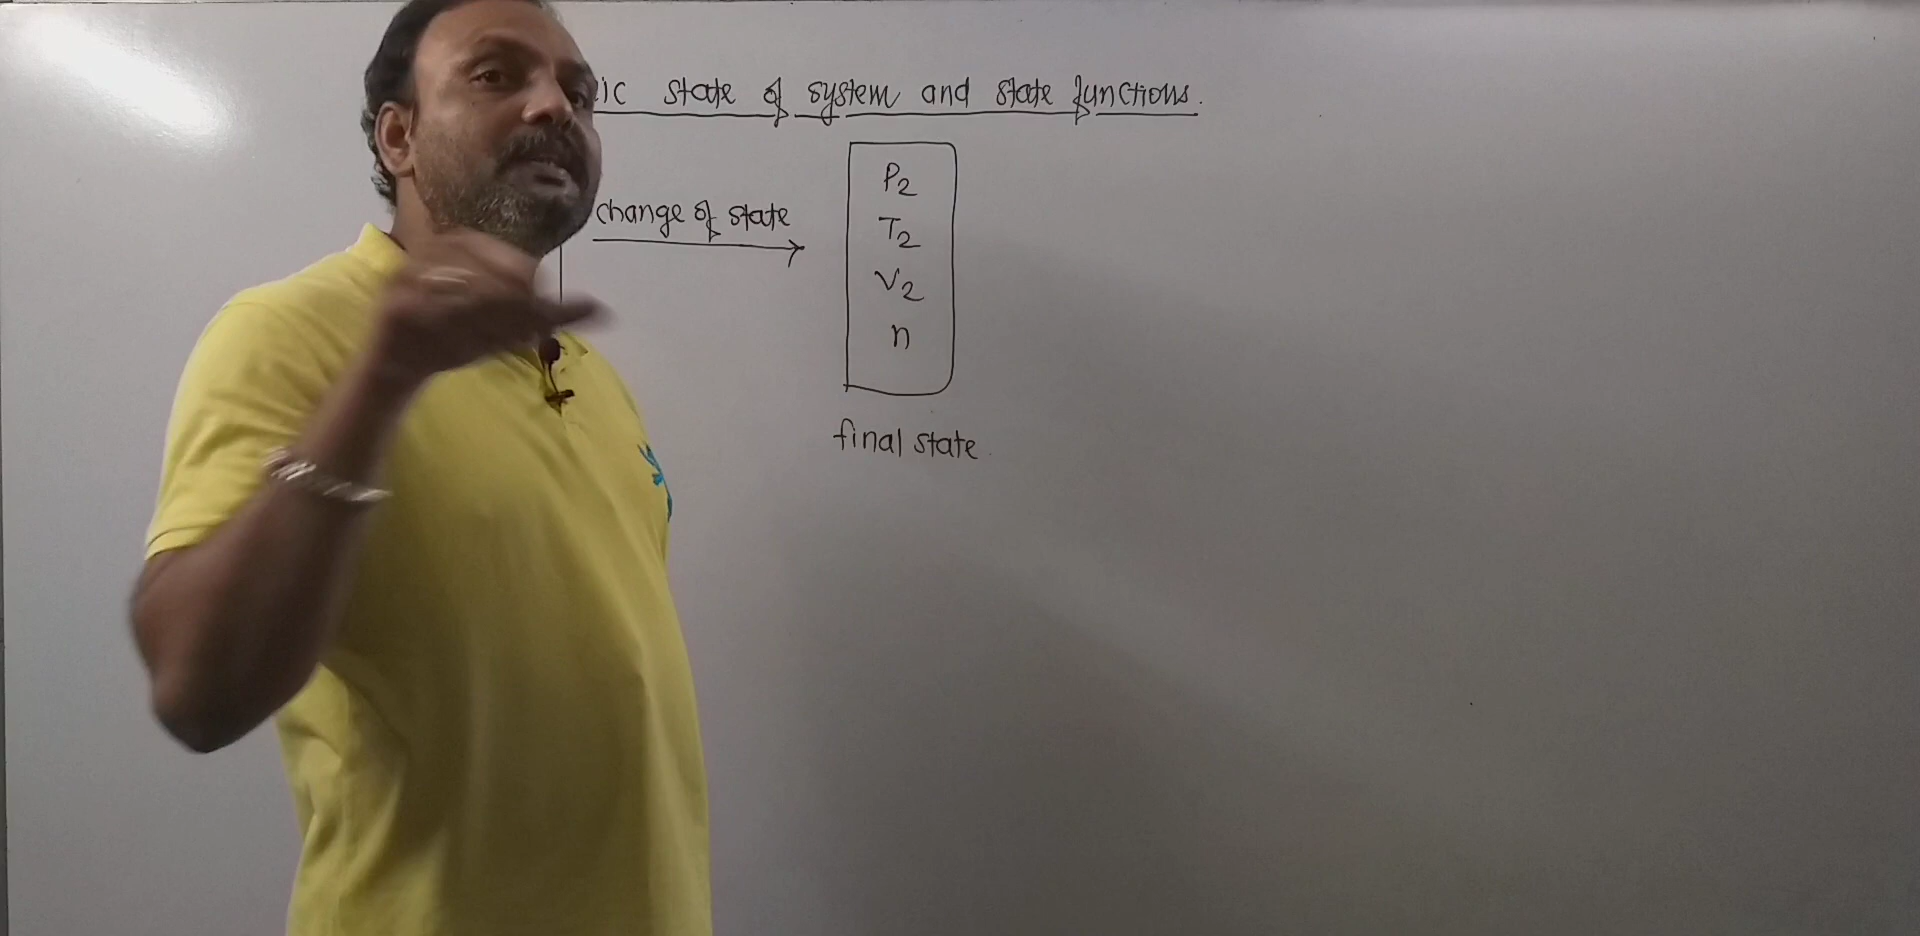 ic state of system and state functions.
change of state
P2
T2
V2
n
final state